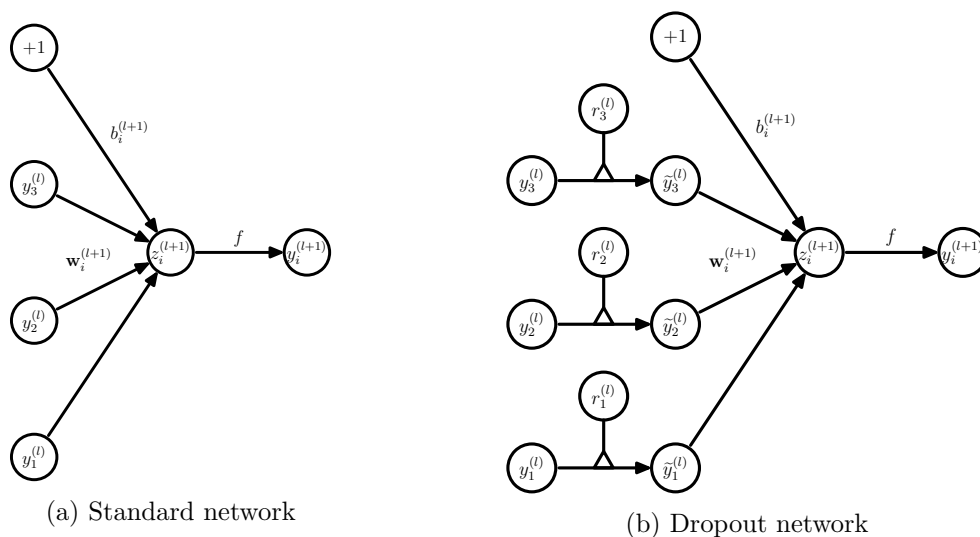 +1
b_i^{(l+1)}
y_3^{(l)}
w_i^{(l+1)}
z_i^{(l+1)}
f
y_i^{(l+1)}
y_2^{(l)}
y_1^{(l)}
(a) Standard network
+1
b_i^{(l+1)}
r_3^{(l)}
y_3^{(l)}
ỹ_3^{(l)}
r_2^{(l)}
w_i^{(l+1)}
z_i^{(l+1)}
f
y_i^{(l+1)}
y_2^{(l)}
ỹ_2^{(l)}
r_1^{(l)}
y_1^{(l)}
ỹ_1^{(l)}
(b) Dropout network